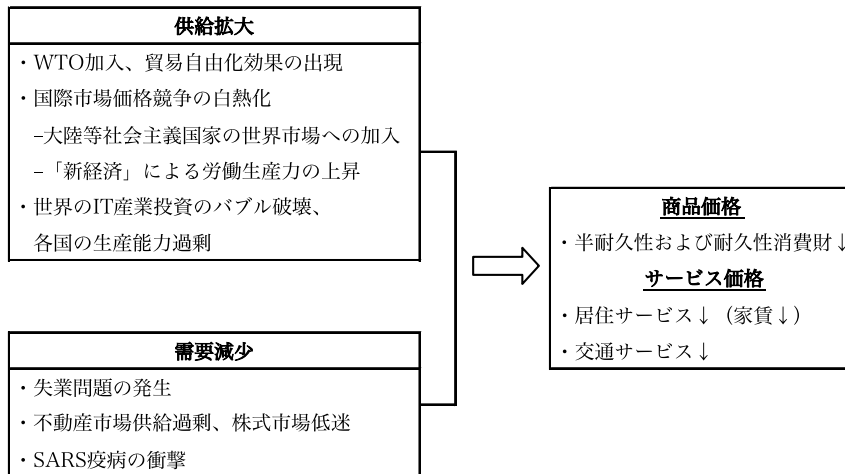 供給拡大
・WTO加入、貿易自由化効果の出現
・国際市場価格競争の白熱化
−大陸等社会主義国家の世界市場への加入
−「新経済」による労働生産力の上昇
・世界のIT産業投資のバブル破壊、
各国の生産能力過剰
需要減少
・失業問題の発生
・不動産市場供給過剰、株式市場低迷
・SARS疫病の衝撃
商品価格
・半耐久性および耐久性消費財↓
サービス価格
・居住サービス↓（家賃↓）
・交通サービス↓